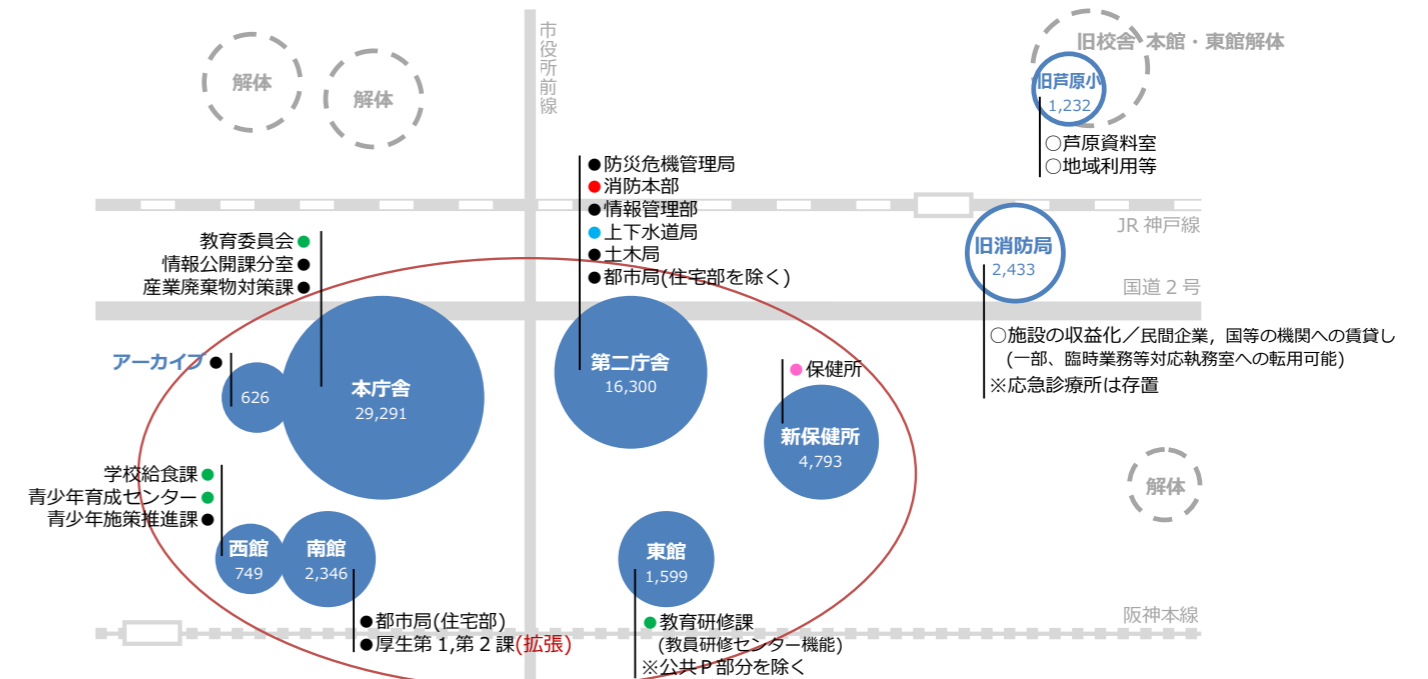 市役所前線
旧校舎 本館・東館解体
解体
解体
旧芦原小
1,232
○芦原資料室
○地域利用等
●防災危機管理局
●消防本部
●情報管理部
●上下水道局
●土木局
●都市局(住宅部を除く)
JR 神戸線
旧消防局
2,433
国道２号
教育委員会●
情報公開課分室●
産業廃棄物対策課●
○施設の収益化／民間企業，国等の機関への賃貸し
(一部、臨時業務等対応執務室への転用可能)
※応急診療所は存置
アーカイブ●
626
本庁舎
29,291
第二庁舎
16,300
●保健所
新保健所
4,793
学校給食課●
青少年育成センター●
青少年施策推進課●
解体
西館
749
南館
2,346
東館
1,599
●都市局(住宅部)
●厚生第１,第２課(拡張)
●教育研修課
(教員研修センター機能)
※公共Ｐ部分を除く
阪神本線